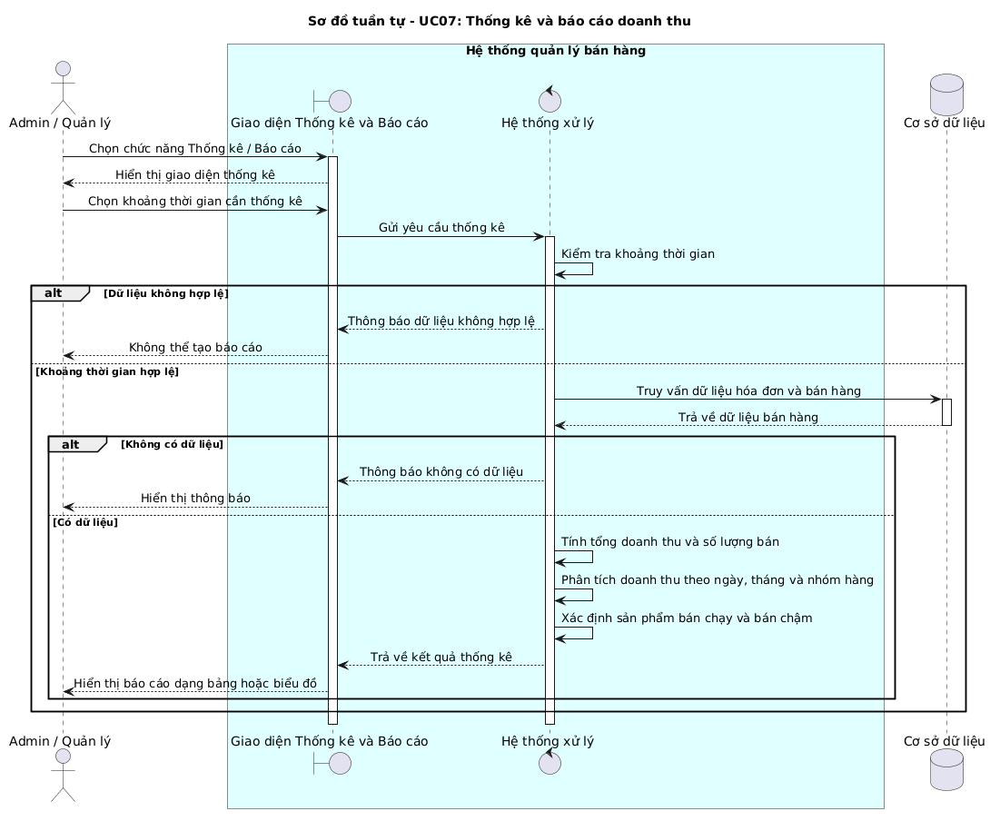 Sơ đồ tuần tự - UC07: Thống kê và báo cáo doanh thu
Hệ thống quản lý bán hàng
Admin / Quản lý
Giao diện Thống kê và Báo cáo
Hệ thống xử lý
Cơ sở dữ liệu
Chọn chức năng Thống kê / Báo cáo
Hiển thị giao diện thống kê
Chọn khoảng thời gian cần thống kê
Gửi yêu cầu thống kê
Kiểm tra khoảng thời gian
alt [Dữ liệu không hợp lệ]
Thông báo dữ liệu không hợp lệ
Không thể tạo báo cáo
[Khoảng thời gian hợp lệ]
Truy vấn dữ liệu hóa đơn và bán hàng
Trả về dữ liệu bán hàng
alt [Không có dữ liệu]
Thông báo không có dữ liệu
Hiển thị thông báo
[Có dữ liệu]
Tính tổng doanh thu và số lượng bán
Phân tích doanh thu theo ngày, tháng và nhóm hàng
Xác định sản phẩm bán chạy và bán chậm
Trả về kết quả thống kê
Hiển thị báo cáo dạng bảng hoặc biểu đồ
Admin / Quản lý
Giao diện Thống kê và Báo cáo
Hệ thống xử lý
Cơ sở dữ liệu